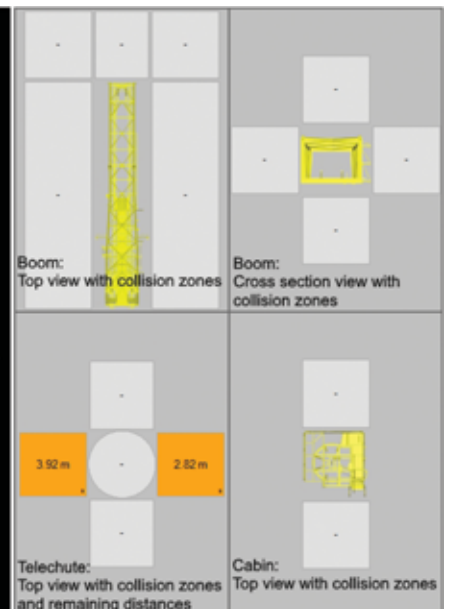 -
-
-
-
-
Boom:
Top view with collision zones
-
-
-
-
Boom:
Cross section view with
collision zones
-
3.92 m
-
2.82 m
-
Telechute:
Top view with collision zones
and remaining distances
-
-
Cabin:
Top view with collision zones